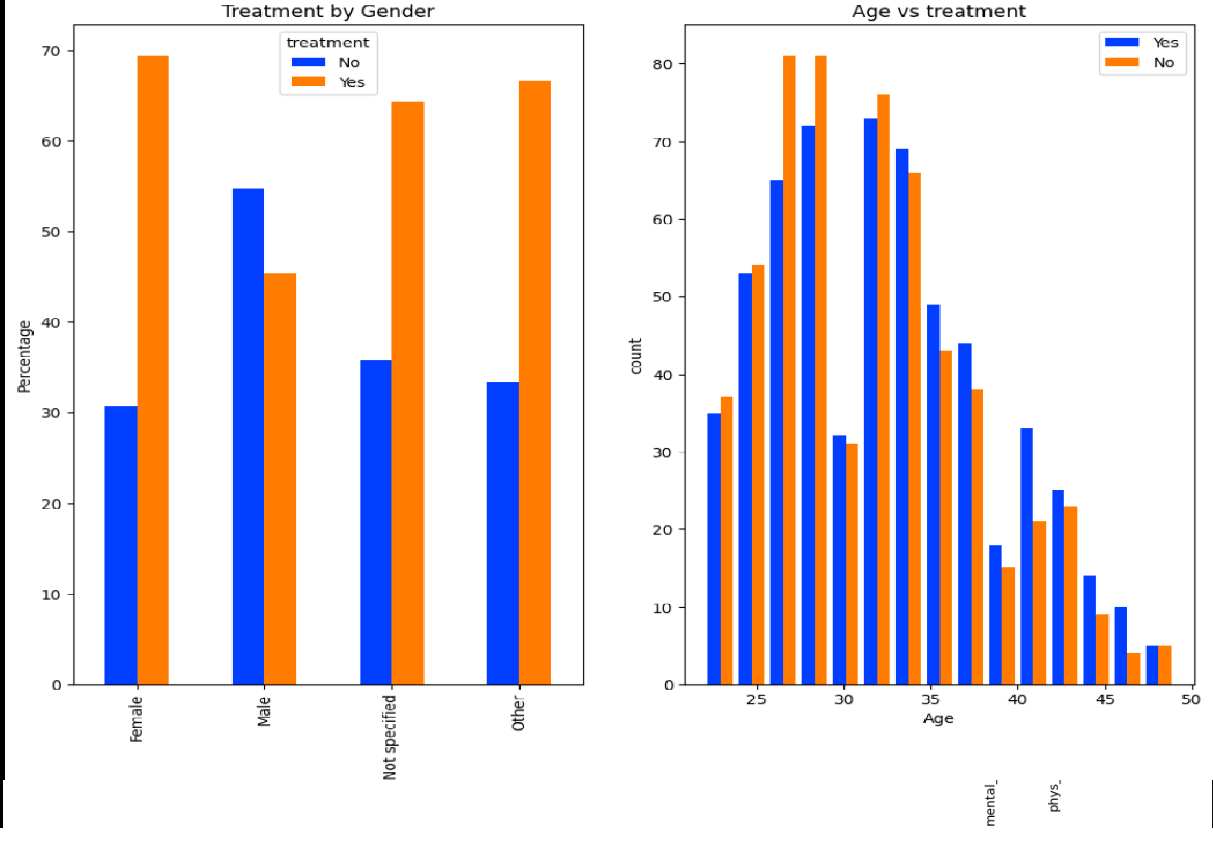 Treatment by Gender
treatment
No
Yes
Percentage
70
60
50
40
30
20
10
0
Female
Male
Not specified
Other
Age vs treatment
Yes
No
count
80
70
60
50
40
30
20
10
0
25
30
35
40
45
50
Age
mental_
phys_